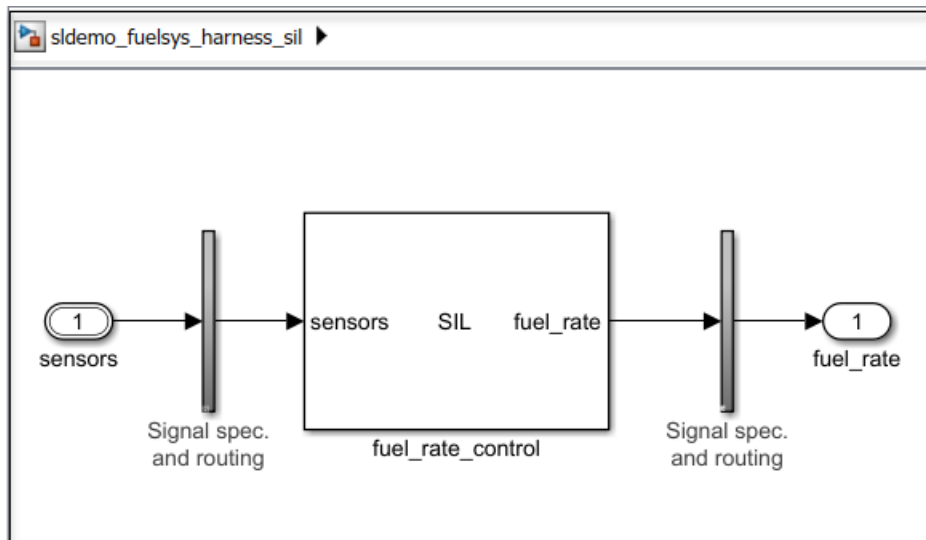 sldemo_fuelsys_harness_sil
1
sensors
Signal spec.
and routing
sensors SIL fuel_rate
fuel_rate_control
Signal spec.
and routing
1
fuel_rate